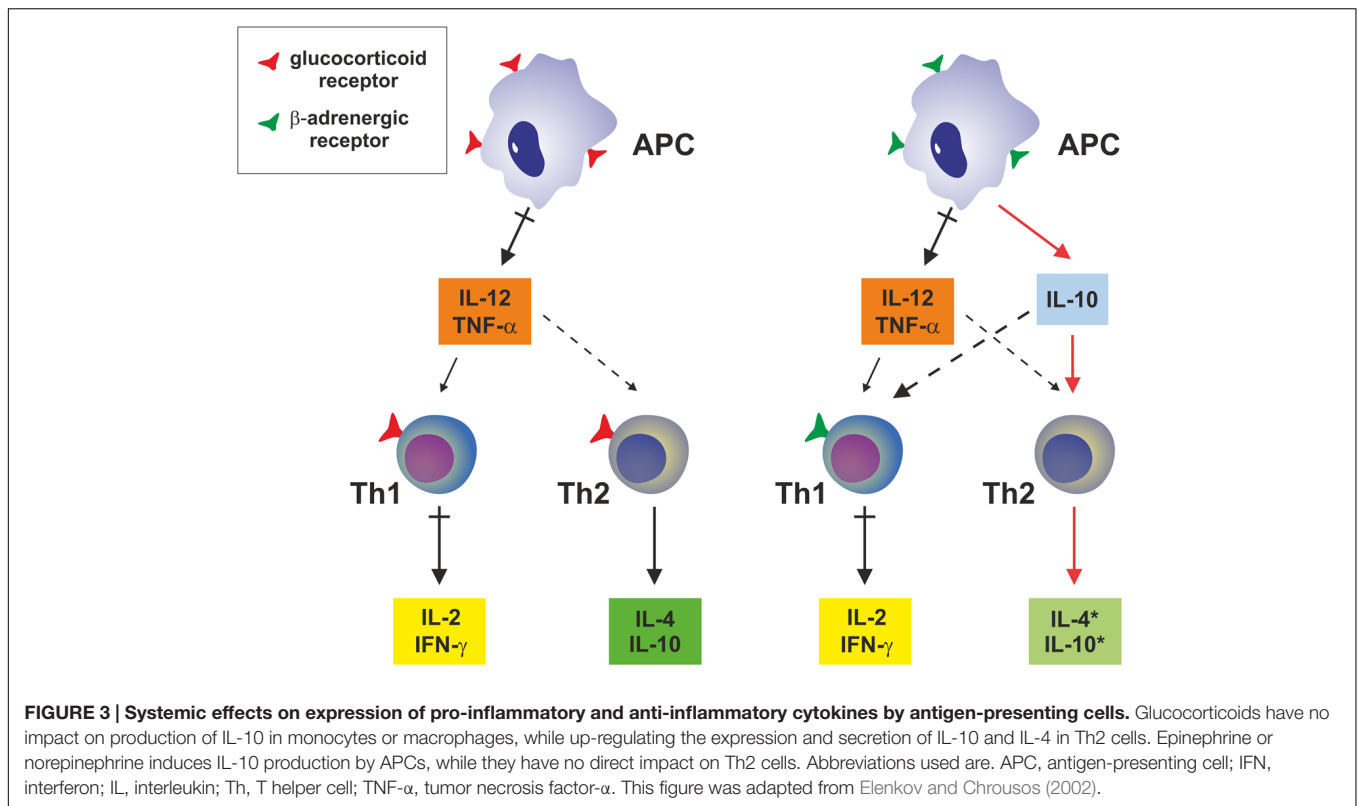 glucocorticoid
receptor
β-adrenergic
receptor
APC
APC
IL-12
TNF-α
IL-12
TNF-α
IL-10
Th1
Th2
Th1
Th2
IL-2
IFN-γ
IL-4
IL-10
IL-2
IFN-γ
IL-4*
IL-10*
FIGURE 3 | Systemic effects on expression of pro-inflammatory and anti-inflammatory cytokines by antigen-presenting cells. Glucocorticoids have no
impact on production of IL-10 in monocytes or macrophages, while up-regulating the expression and secretion of IL-10 and IL-4 in Th2 cells. Epinephrine or
norepinephrine induces IL-10 production by APCs, while they have no direct impact on Th2 cells. Abbreviations used are. APC, antigen-presenting cell; IFN,
interferon; IL, interleukin; Th, T helper cell; TNF-α, tumor necrosis factor-α. This figure was adapted from Elenkov and Chrousos (2002).